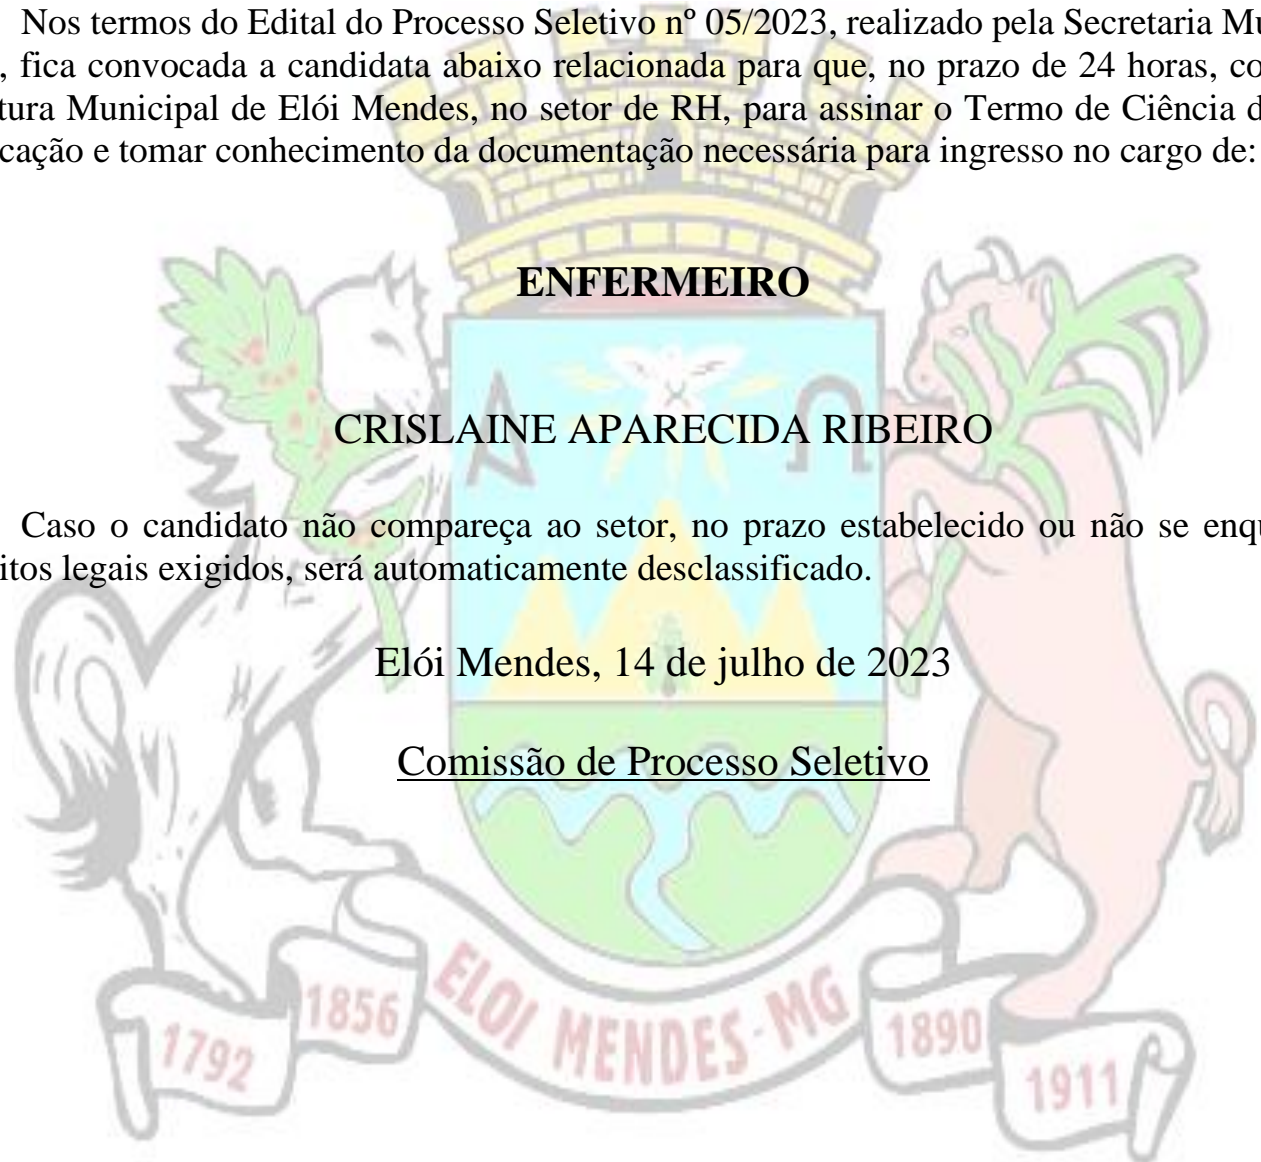 Nos termos do Edital do Processo Seletivo nº 05/2023, realizado pela Secretaria Mu
, fica convocada a candidata abaixo relacionada para que, no prazo de 24 horas, co
tura Municipal de Elói Mendes, no setor de RH, para assinar o Termo de Ciência d
cação e tomar conhecimento da documentação necessária para ingresso no cargo de:
ENFERMEIRO
A Ω
CRISLAINE APARECIDA RIBEIRO
Caso o candidato não compareça ao setor, no prazo estabelecido ou não se enqu
itos legais exigidos, será automaticamente desclassificado.
Elói Mendes, 14 de julho de 2023
Comissão de Processo Seletivo
1792 1856 ELOI MENDES-MG 1890 1911